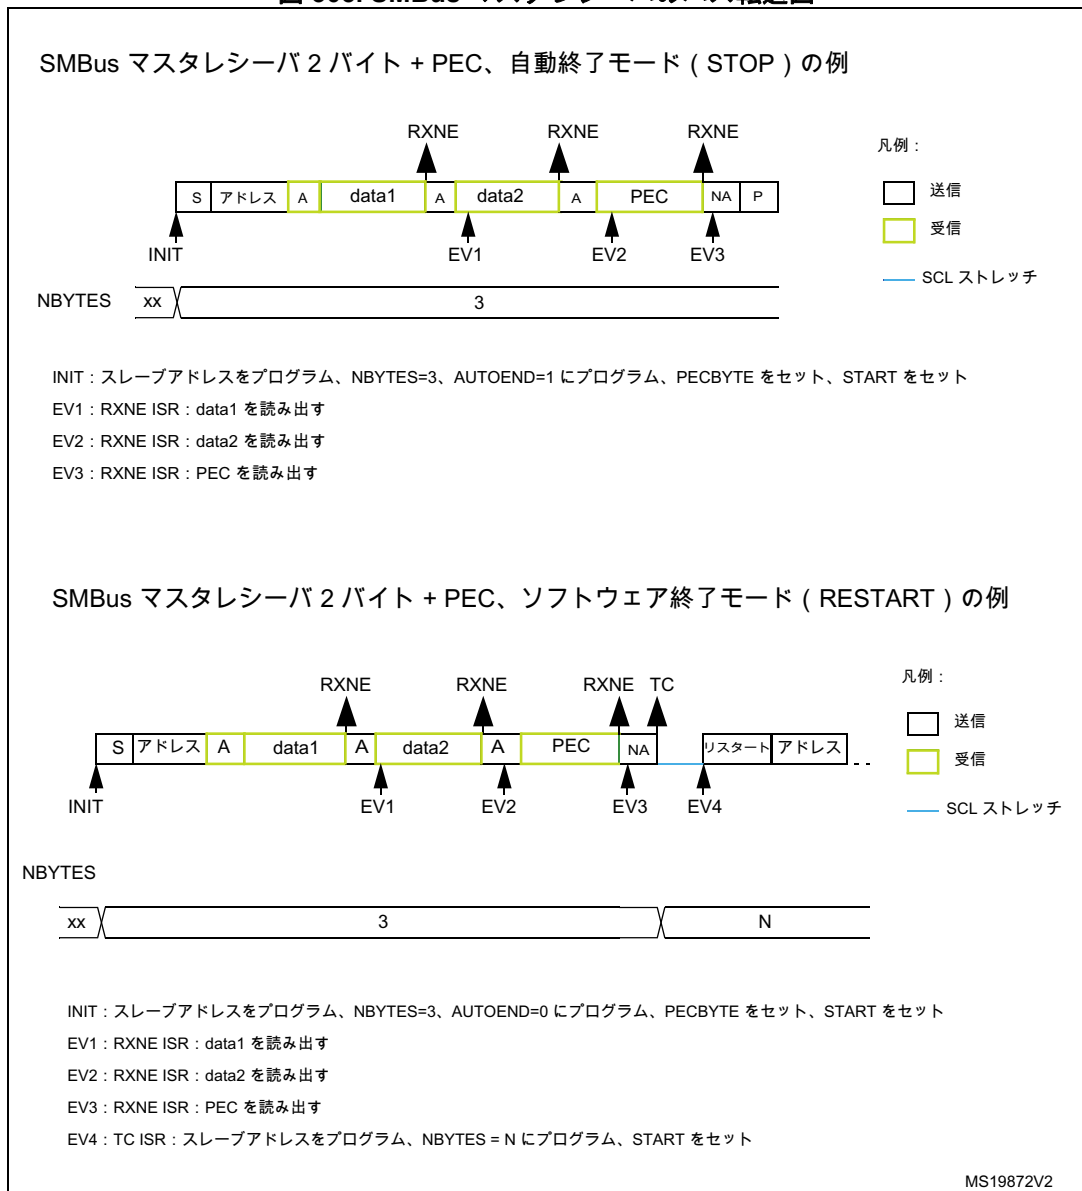 SMBus マスタレシーバ 2 バイト + PEC、自動終了モード ( STOP ) の例
RXNE RXNE RXNE
凡例 :
S アドレス A data1 A data2 A PEC NA P
送信
受信
INIT EV1 EV2 EV3
SCL ストレッチ
NBYTES xx 3
INIT : スレーブアドレスをプログラム、NBYTES=3、AUTOEND=1 にプログラム、PECBYTE をセット、START をセット
EV1 : RXNE ISR : data1 を読み出す
EV2 : RXNE ISR : data2 を読み出す
EV3 : RXNE ISR : PEC を読み出す
SMBus マスタレシーバ 2 バイト + PEC、ソフトウェア終了モード ( RESTART ) の例
RXNE RXNE RXNE TC
凡例 :
S アドレス A data1 A data2 A PEC NA リスタート アドレス
送信
受信
INIT EV1 EV2 EV3 EV4
SCL ストレッチ
NBYTES
xx 3 N
INIT : スレーブアドレスをプログラム、NBYTES=3、AUTOEND=0 にプログラム、PECBYTE をセット、START をセット
EV1 : RXNE ISR : data1 を読み出す
EV2 : RXNE ISR : data2 を読み出す
EV3 : RXNE ISR : PEC を読み出す
EV4 : TC ISR : スレーブアドレスをプログラム、NBYTES = N にプログラム、START をセット
MS19872V2